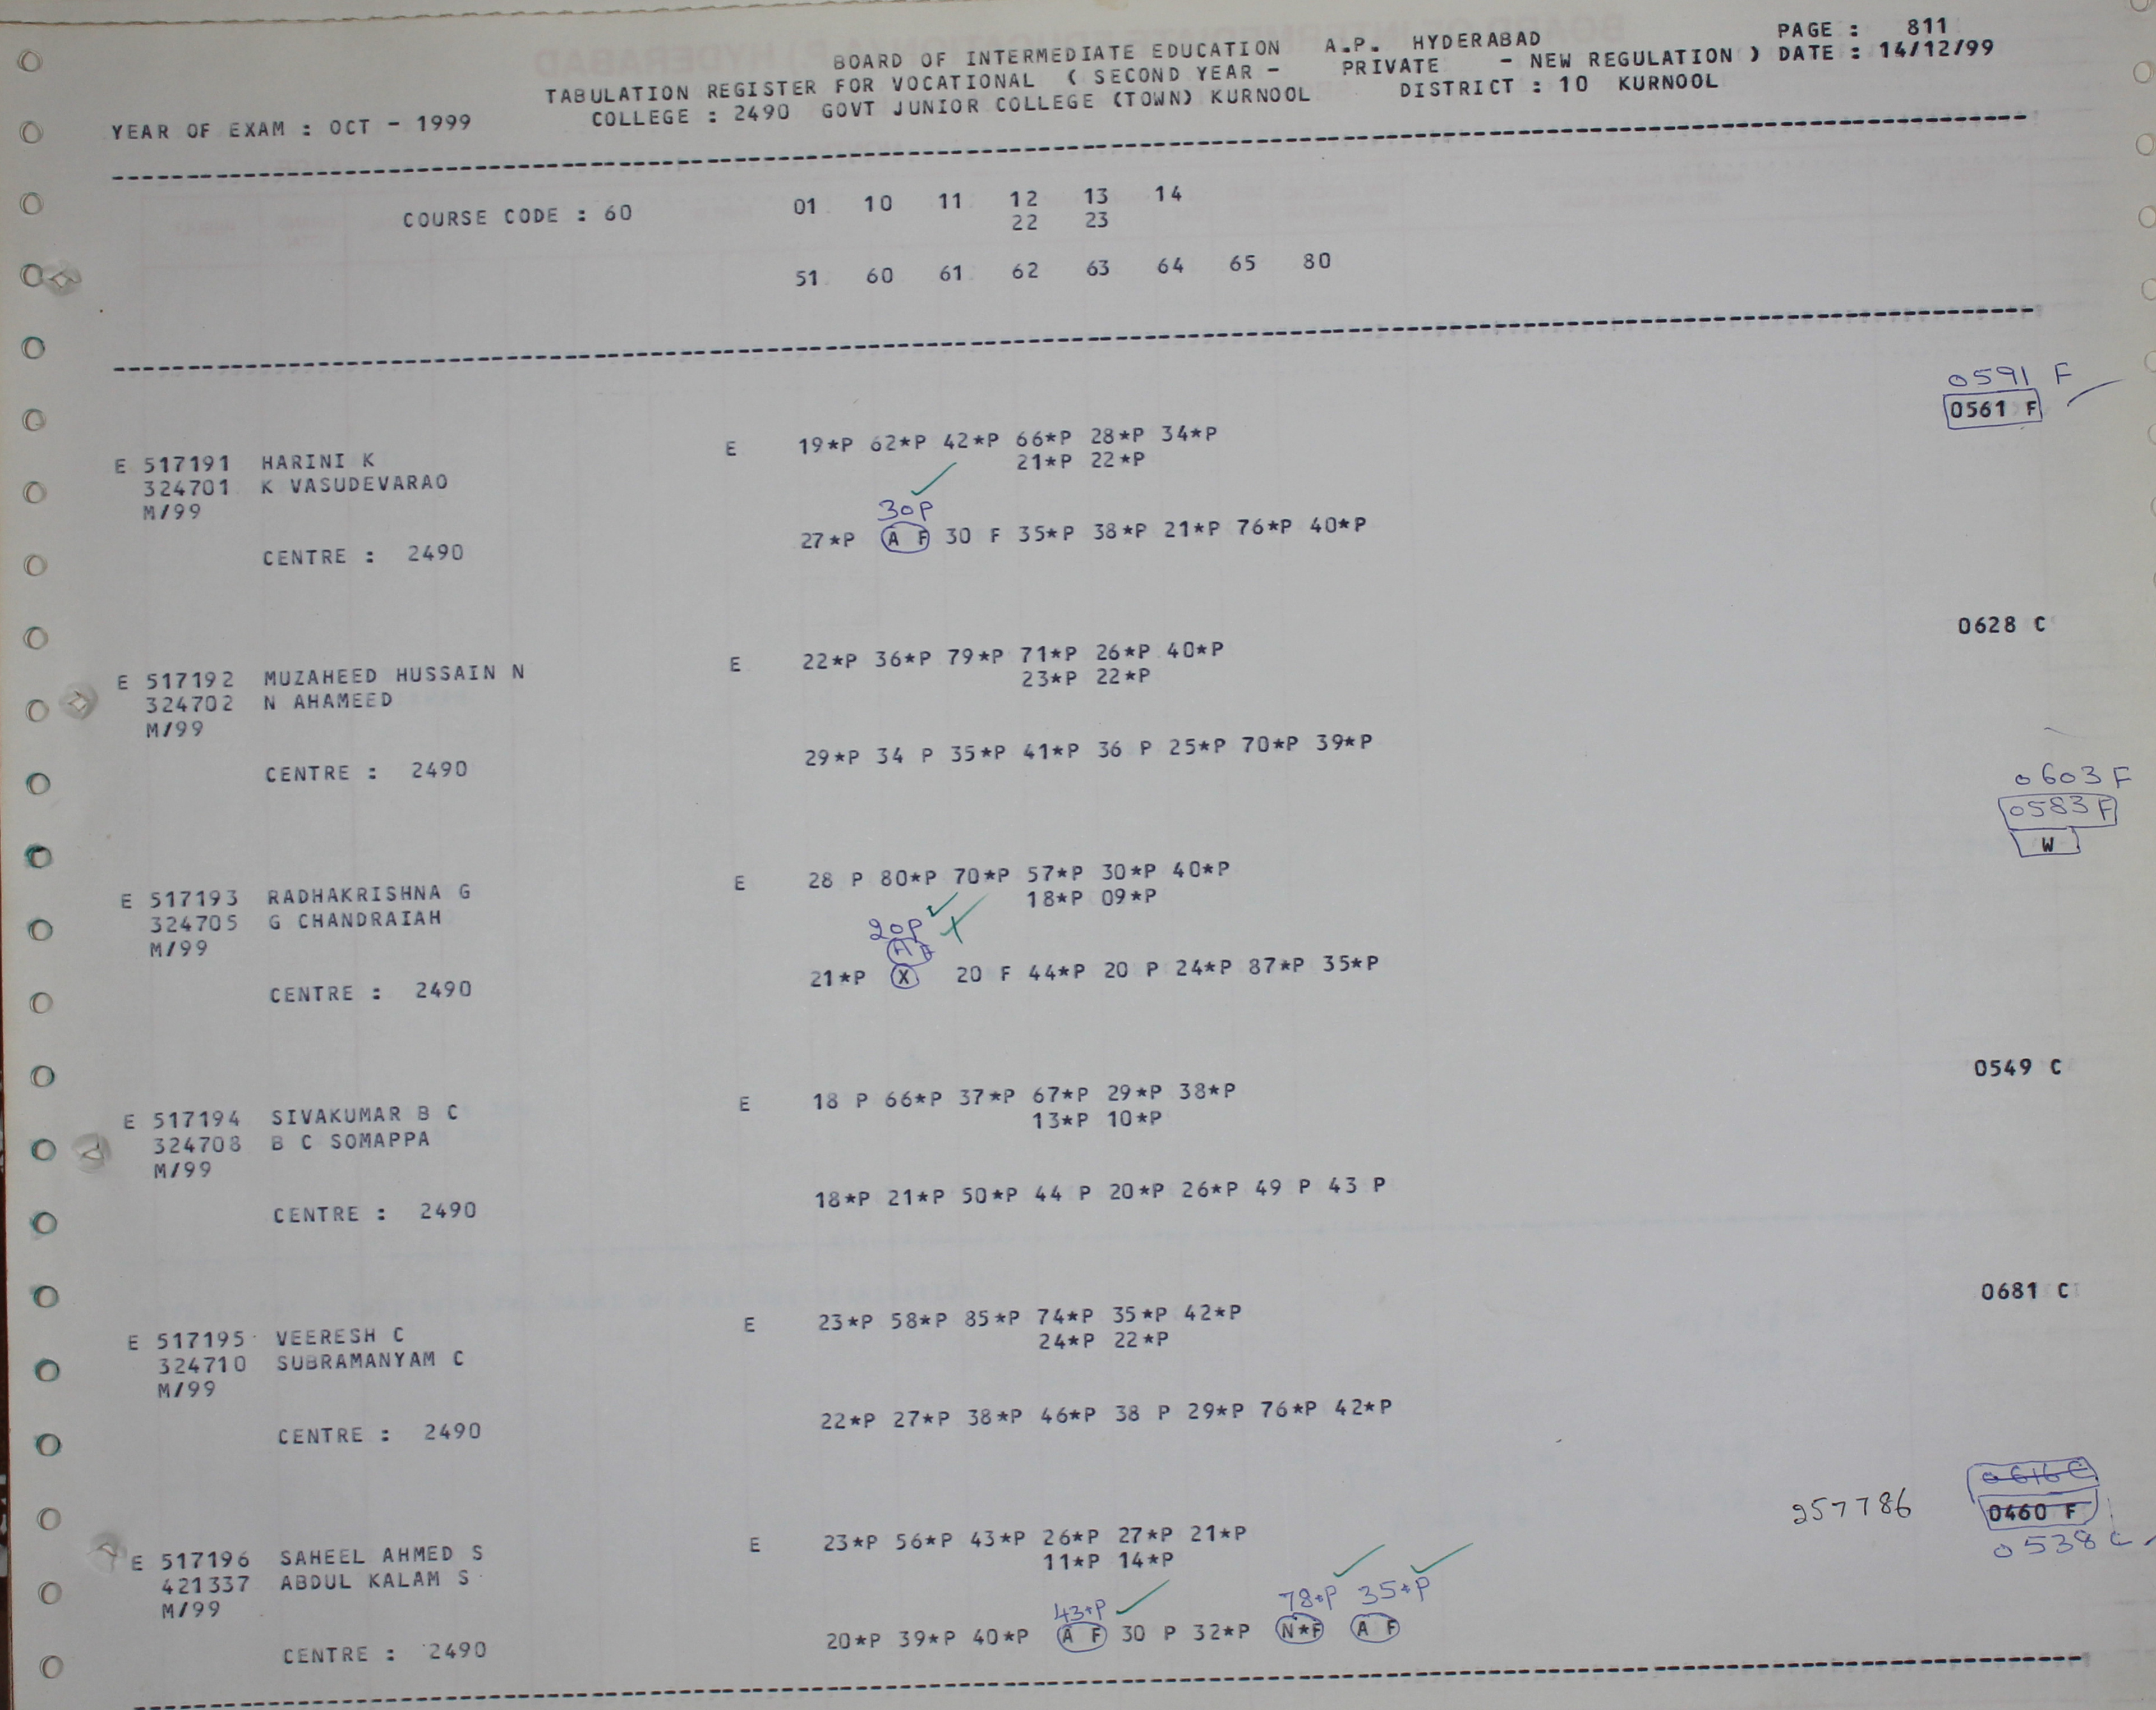 BOARD OF INTERMEDIATE EDUCATION A.P. HYDERABAD PAGE : 811
TABULATION REGISTER FOR VOCATIONAL ( SECOND YEAR - PRIVATE - NEW REGULATION ) DATE : 14/12/99
YEAR OF EXAM : OCT - 1999 COLLEGE : 2490 GOVT JUNIOR COLLEGE (TOWN) KURNOOL DISTRICT : 10 KURNOOL
COURSE CODE : 60 01 10 11 12 13 14
22 23
51 60 61 62 63 64 65 80
0591 F
0561 F
E 517191 HARINI K E 19*P 62*P 42*P 66*P 28*P 34*P
324701 K VASUDEVARAO 21*P 22*P
M/99
30P
CENTRE : 2490 27*P A F 30 F 35*P 38*P 21*P 76*P 40*P
0628 C
E 517192 MUZAHEED HUSSAIN N E 22*P 36*P 79*P 71*P 26*P 40*P
324702 N AHAMEED 23*P 22*P
M/99
CENTRE : 2490 29*P 34 P 35*P 41*P 36 P 25*P 70*P 39*P
0603 F
0583 F
W
E 517193 RADHAKRISHNA G E 28 P 80*P 70*P 57*P 30*P 40*P
324705 G CHANDRAIAH 18*P 09*P
M/99
20P
A F
CENTRE : 2490 21*P X 20 F 44*P 20 P 24*P 87*P 35*P
0549 C
E 517194 SIVAKUMAR B C E 18 P 66*P 37*P 67*P 29*P 38*P
324708 B C SOMAPPA 13*P 10*P
M/99
CENTRE : 2490 18*P 21*P 50*P 44 P 20*P 26*P 49 P 43 P
0681 C
E 517195 VEERESH C E 23*P 58*P 85*P 74*P 35*P 42*P
324710 SUBRAMANYAM C 24*P 22*P
M/99
CENTRE : 2490 22*P 27*P 38*P 46*P 38 P 29*P 76*P 42*P
0616 C
257786 0460 F
0538 C
E 517196 SAHEEL AHMED S E 23*P 56*P 43*P 26*P 27*P 21*P
421337 ABDUL KALAM S 11*P 14*P
M/99
43*P 78*P 35*P
CENTRE : 2490 20*P 39*P 40*P A F 30 P 32*P N*F A F